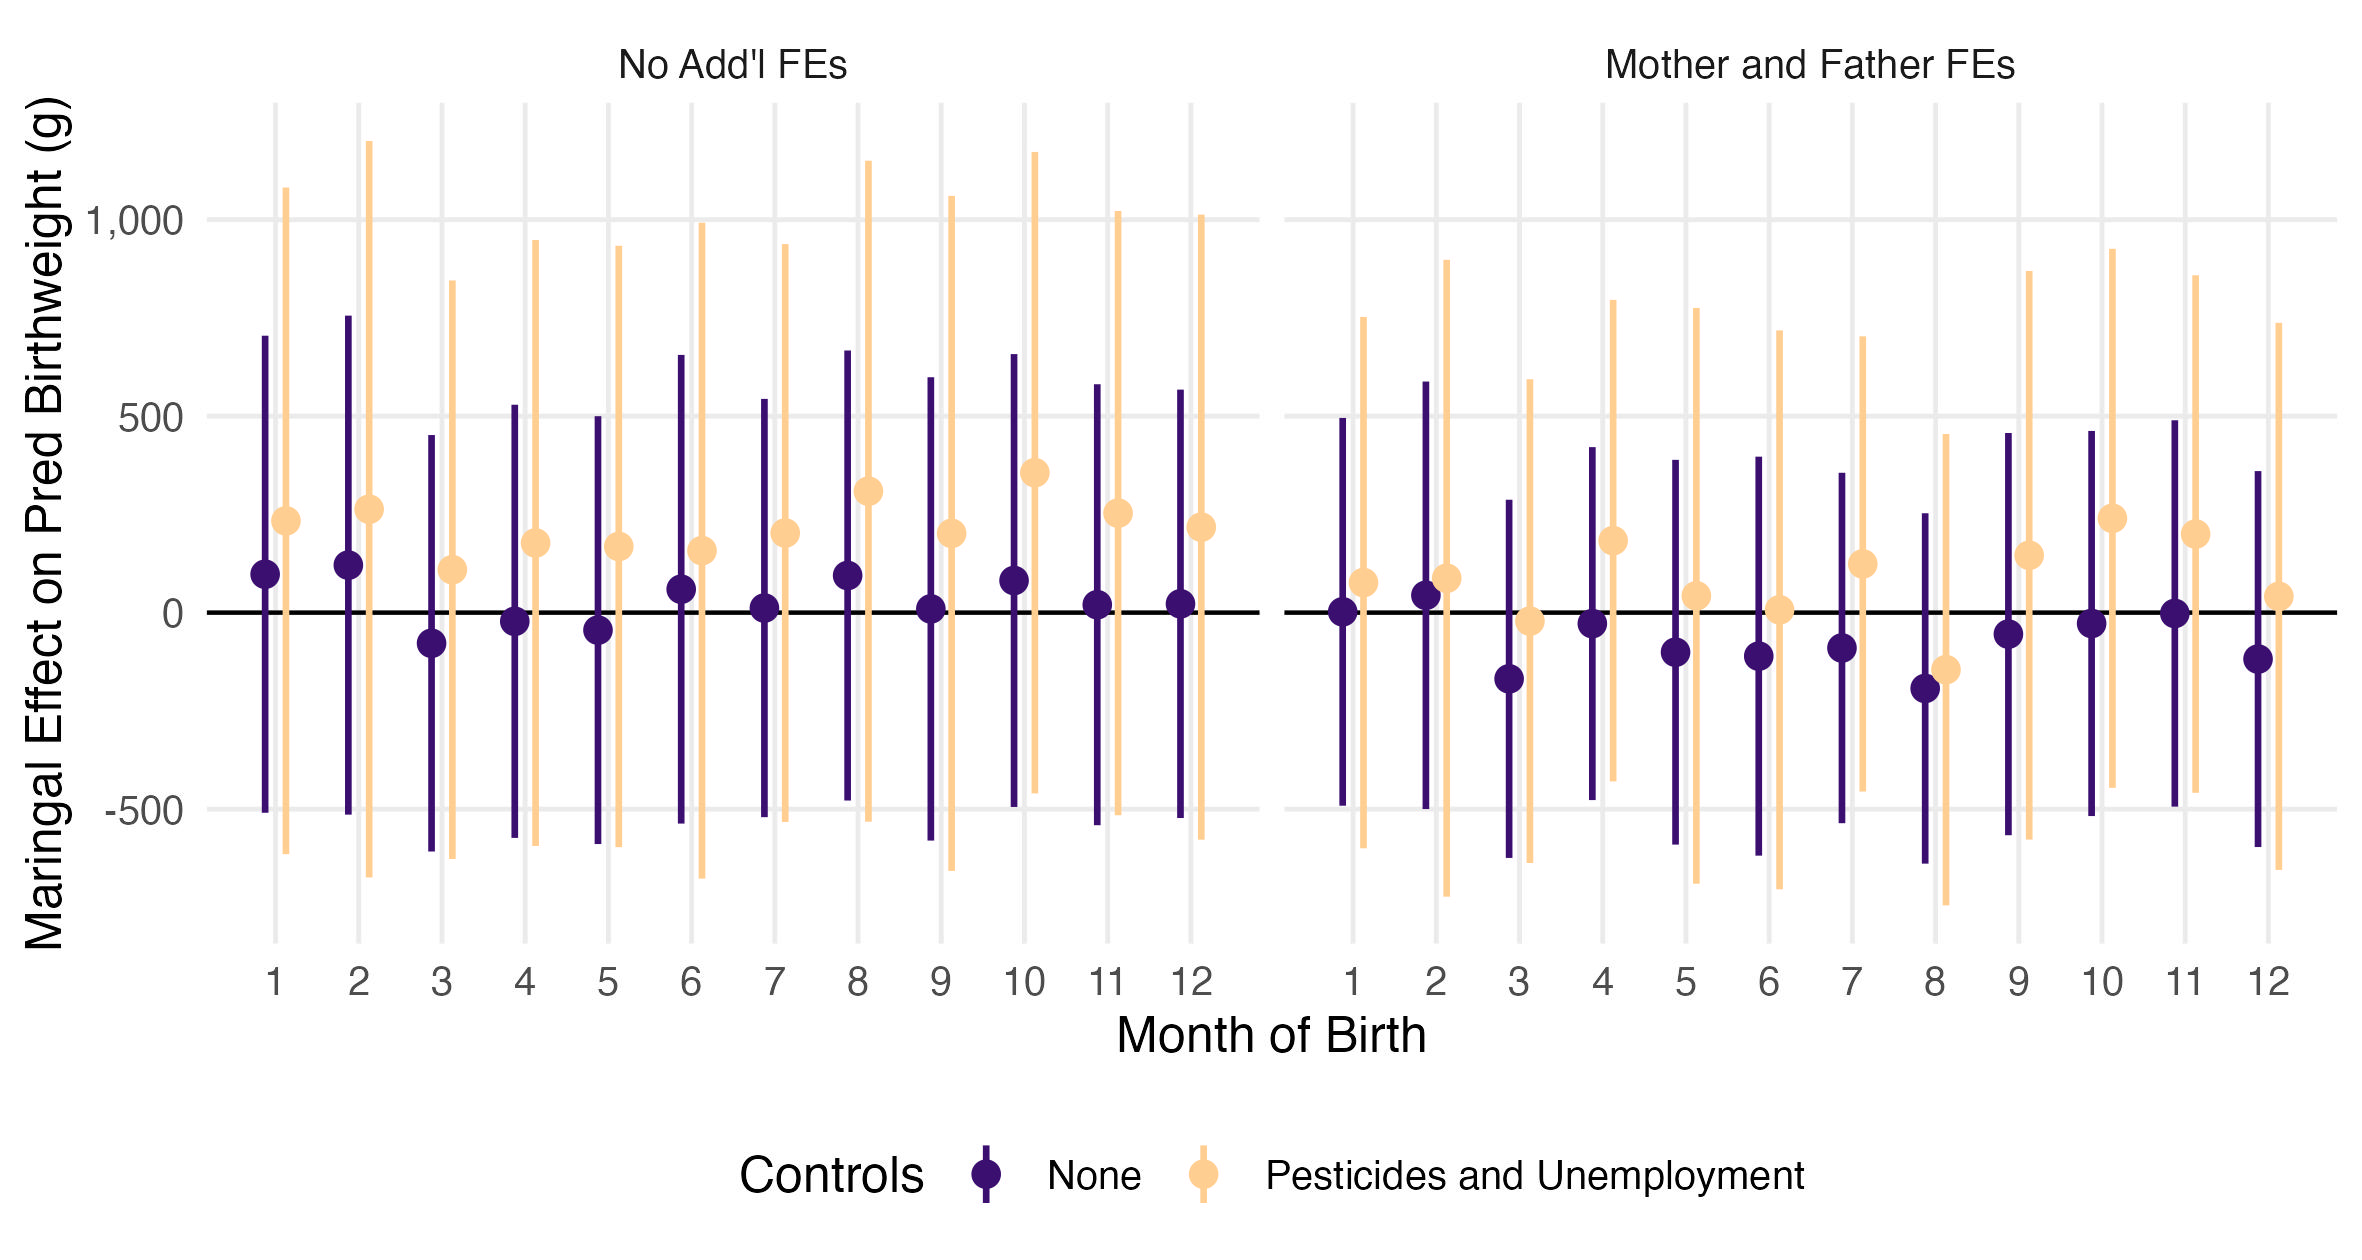 No Add'l FEs
Mother and Father FEs
Maringal Effect on Pred Birthweight (g)
1,000
500
0
-500
1 2 3 4 5 6 7 8 9 10 11 12
1 2 3 4 5 6 7 8 9 10 11 12
Month of Birth
Controls None Pesticides and Unemployment